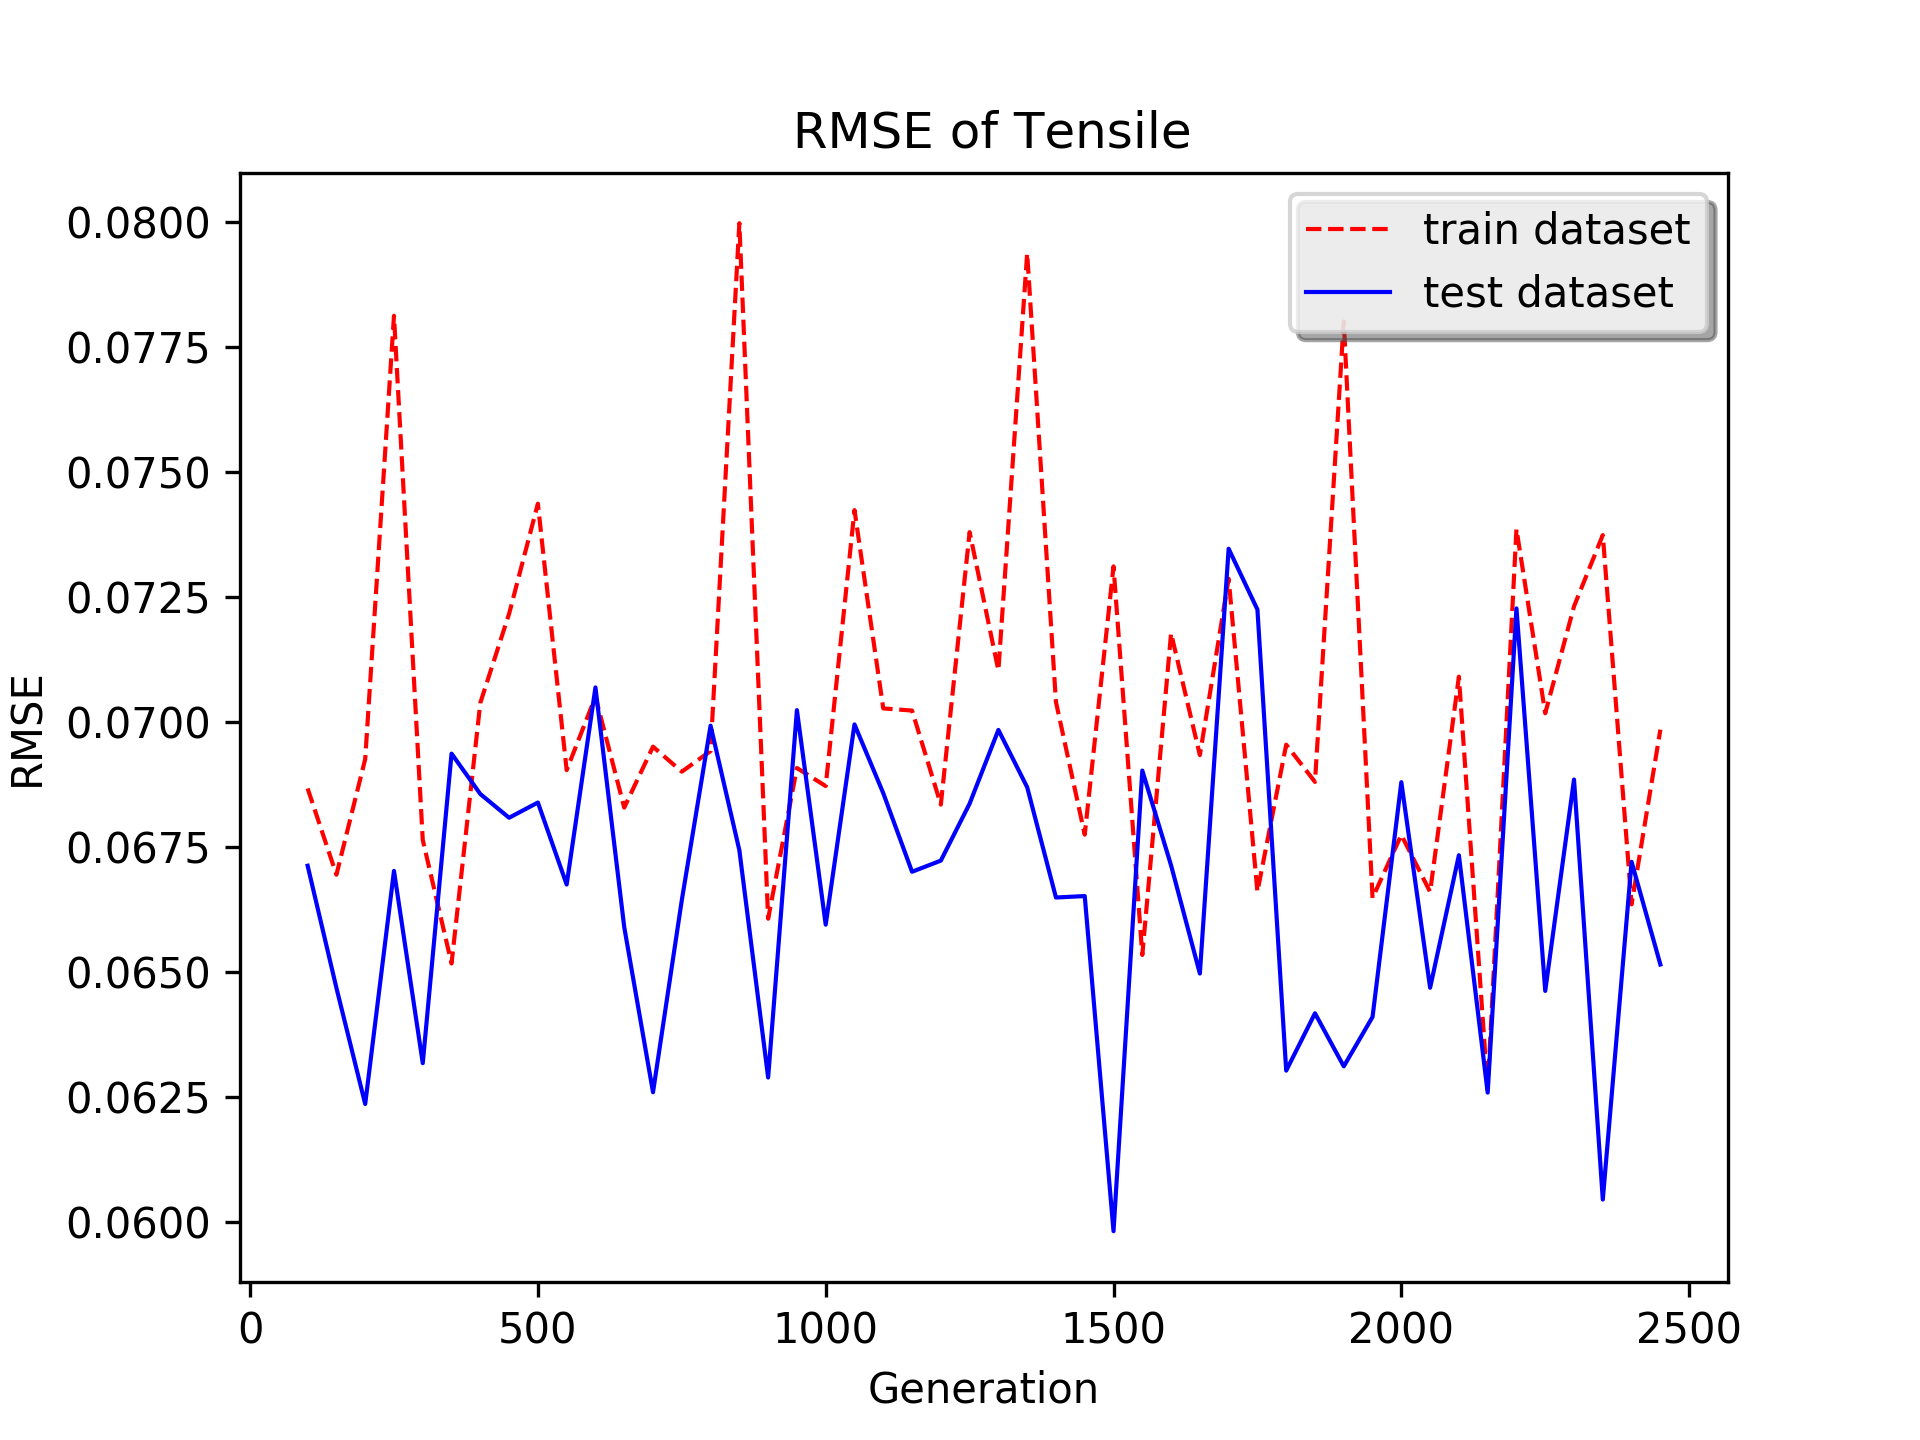 RMSE of Tensile
train dataset
test dataset
0.0800
0.0775
0.0750
0.0725
0.0700
0.0675
0.0650
0.0625
0.0600
RMSE
0 500 1000 1500 2000 2500
Generation